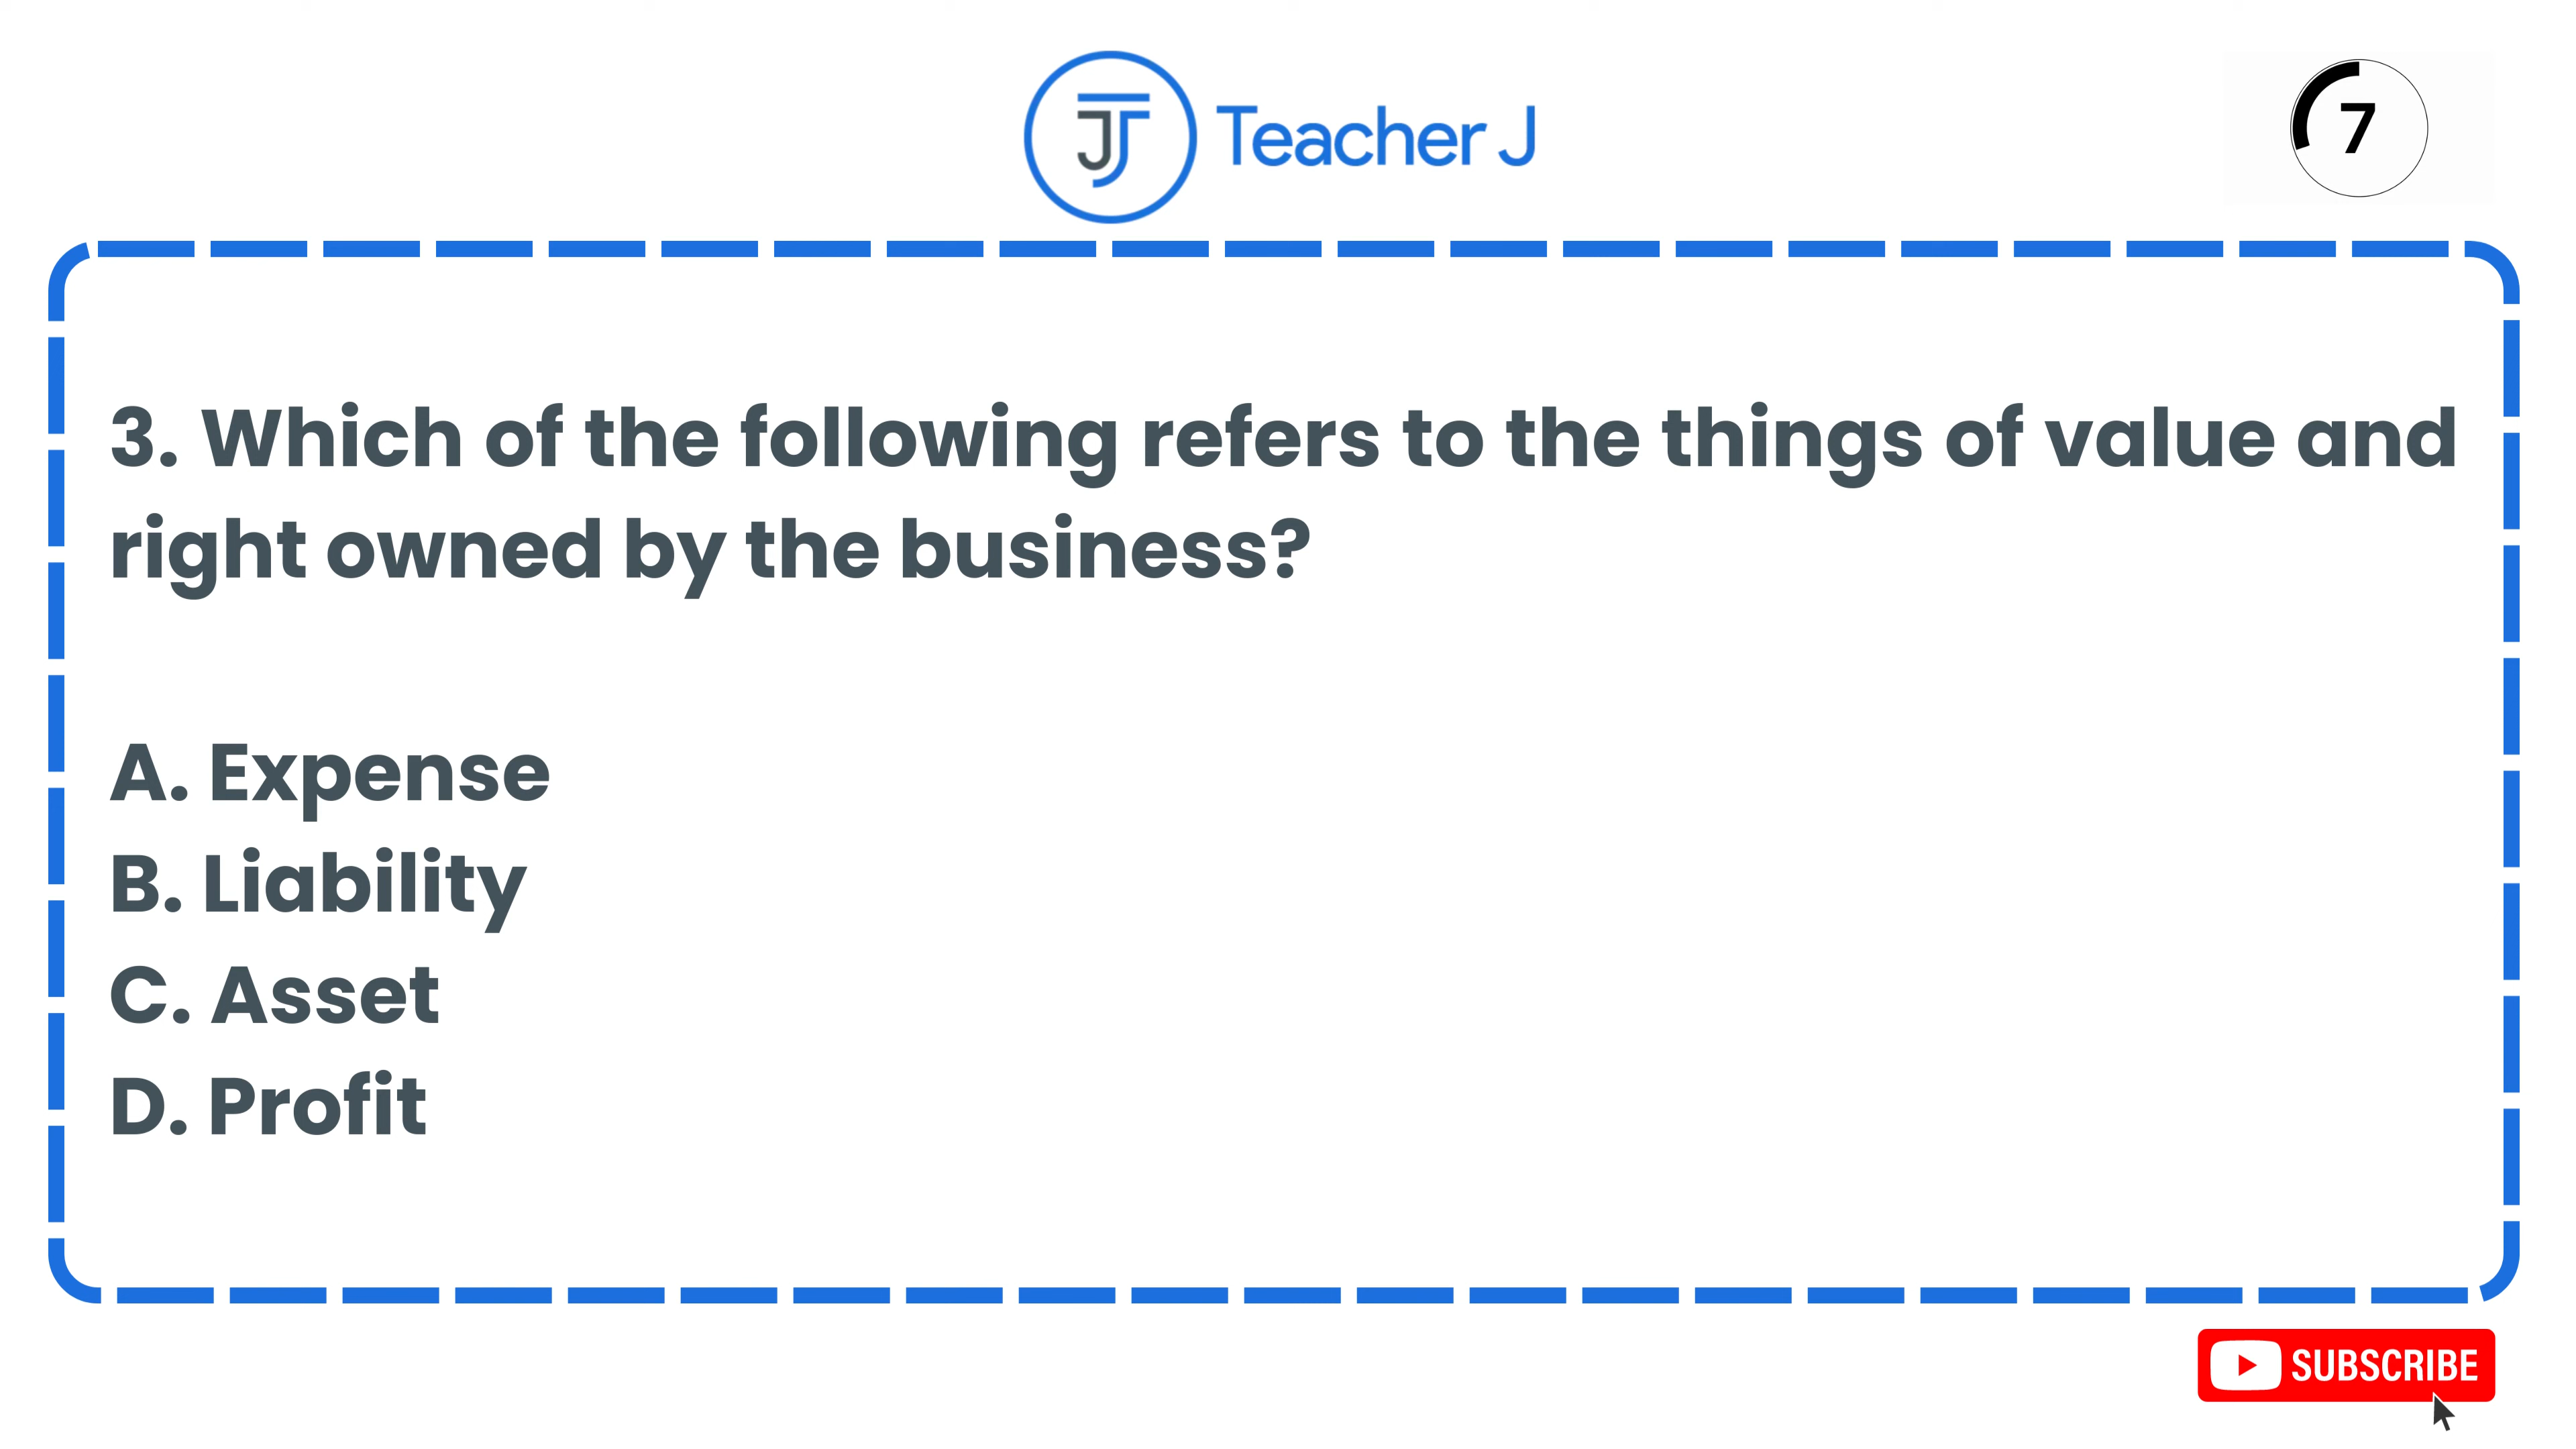 Teacher J
7
3. Which of the following refers to the things of value and
right owned by the business?
A. Expense
B. Liability
C. Asset
D. Profit
SUBSCRIBE